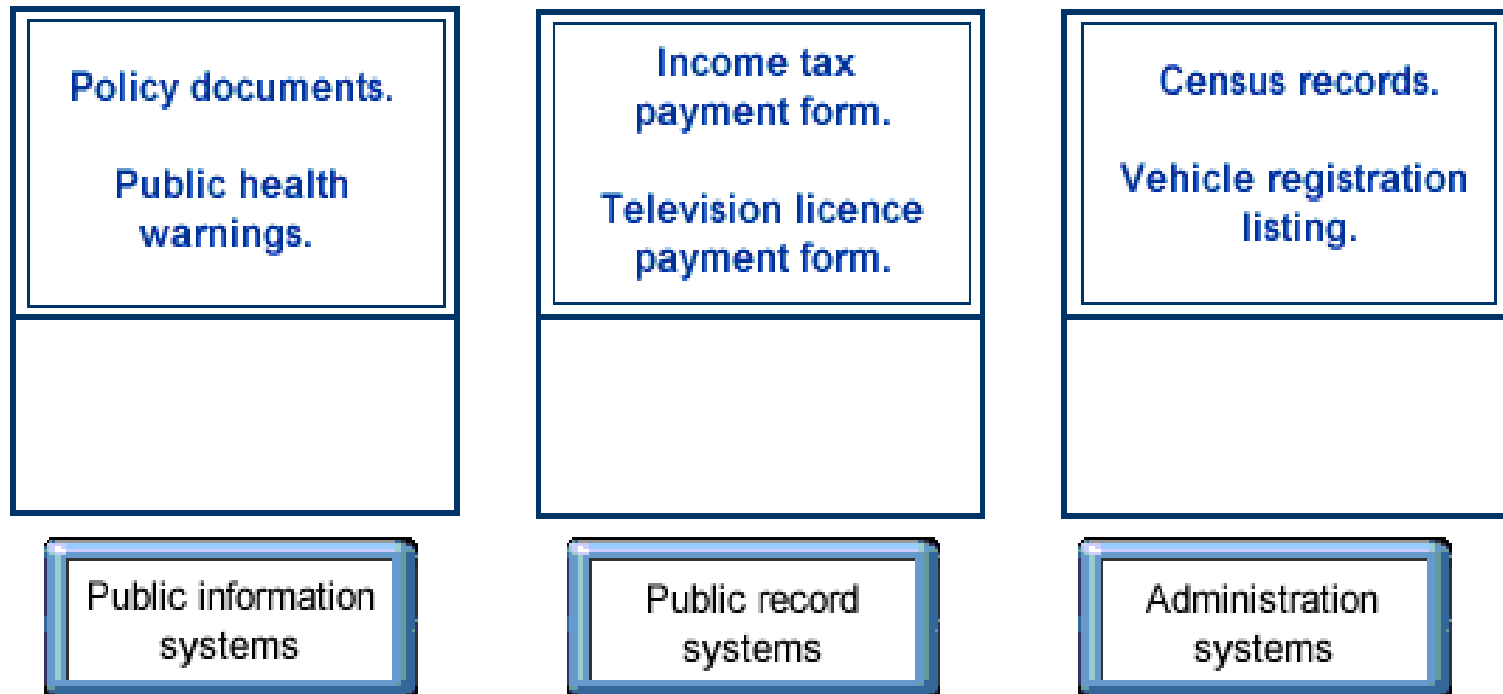 Policy documents.
Public health
warnings.
Income tax
payment form.
Television licence
payment form.
Census records.
Vehicle registration
listing.
Public information
systems
Public record
systems
Administration
systems